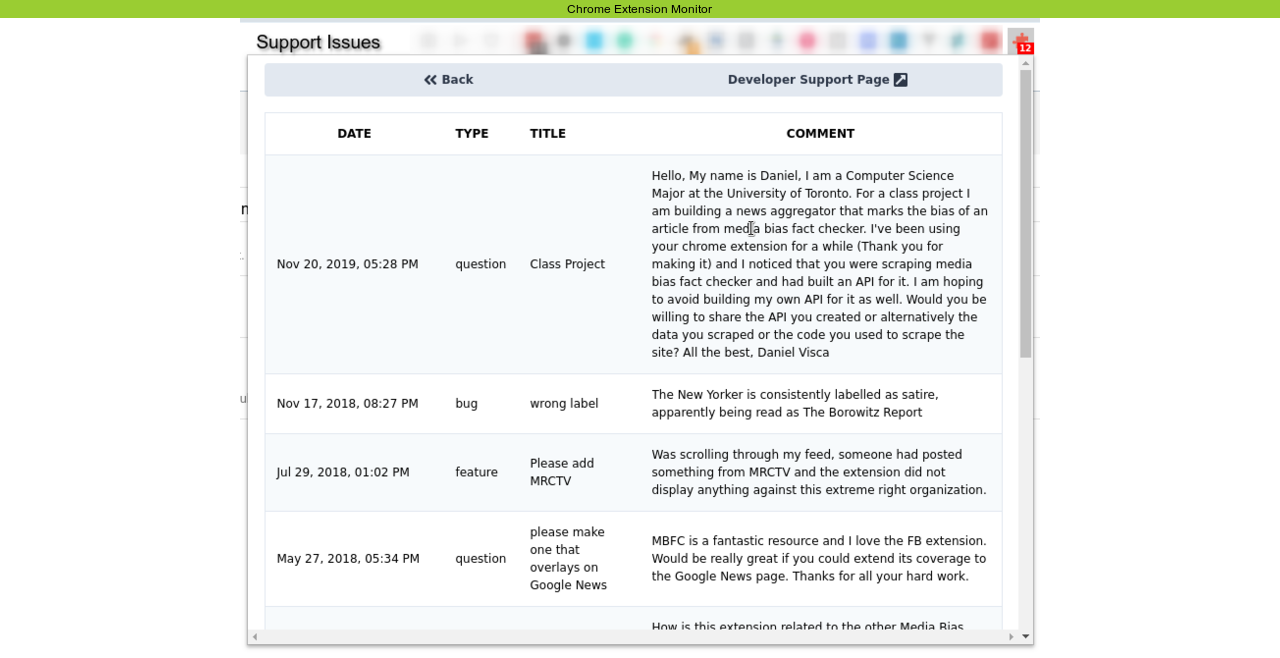 Chrome Extension Monitor
Support Issues
12
Back
Developer Support Page
DATE TYPE TITLE COMMENT
Nov 20, 2019, 05:28 PM question Class Project
Hello, My name is Daniel, I am a Computer Science
Major at the University of Toronto. For a class project I
am building a news aggregator that marks the bias of an
article from media bias fact checker. I've been using
your chrome extension for a while (Thank you for
making it) and I noticed that you were scraping media
bias fact checker and had built an API for it. I am hoping
to avoid building my own API for it as well. Would you be
willing to share the API you created or alternatively the
data you scraped or the code you used to scrape the
site? All the best, Daniel Visca
Nov 17, 2018, 08:27 PM bug wrong label
The New Yorker is consistently labelled as satire,
apparently being read as The Borowitz Report
Jul 29, 2018, 01:02 PM feature
Please add
MRCTV
Was scrolling through my feed, someone had posted
something from MRCTV and the extension did not
display anything against this extreme right organization.
May 27, 2018, 05:34 PM question
please make
one that
overlays on
Google News
MBFC is a fantastic resource and I love the FB extension.
Would be really great if you could extend its coverage to
the Google News page. Thanks for all your hard work.
How is this extension related to the other Media Bias